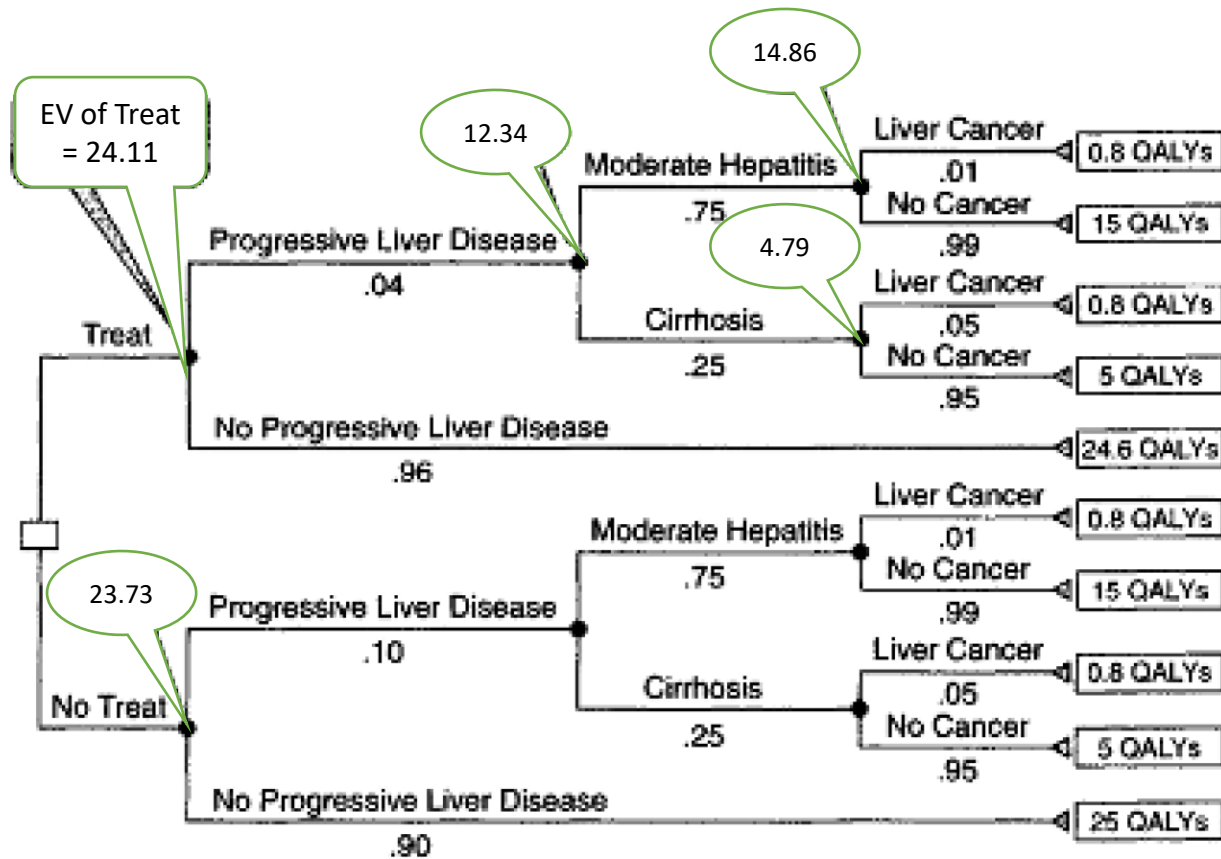 14.86
EV of Treat
= 24.11
12.34
Liver Cancer
0.8 QALYs
.01
Moderate Hepatitis
.75
No Cancer
15 QALYs
.99
Progressive Liver Disease
.04
4.79
Liver Cancer
0.8 QALYs
.05
Cirrhosis
.25
No Cancer
5 QALYs
.95
Treat
No Progressive Liver Disease
24.6 QALYs
.96
Liver Cancer
0.8 QALYs
.01
Moderate Hepatitis
.75
No Cancer
15 QALYs
.99
23.73
Progressive Liver Disease
.10
Liver Cancer
0.8 QALYs
.05
Cirrhosis
.25
No Cancer
5 QALYs
.95
No Treat
No Progressive Liver Disease
25 QALYs
.90